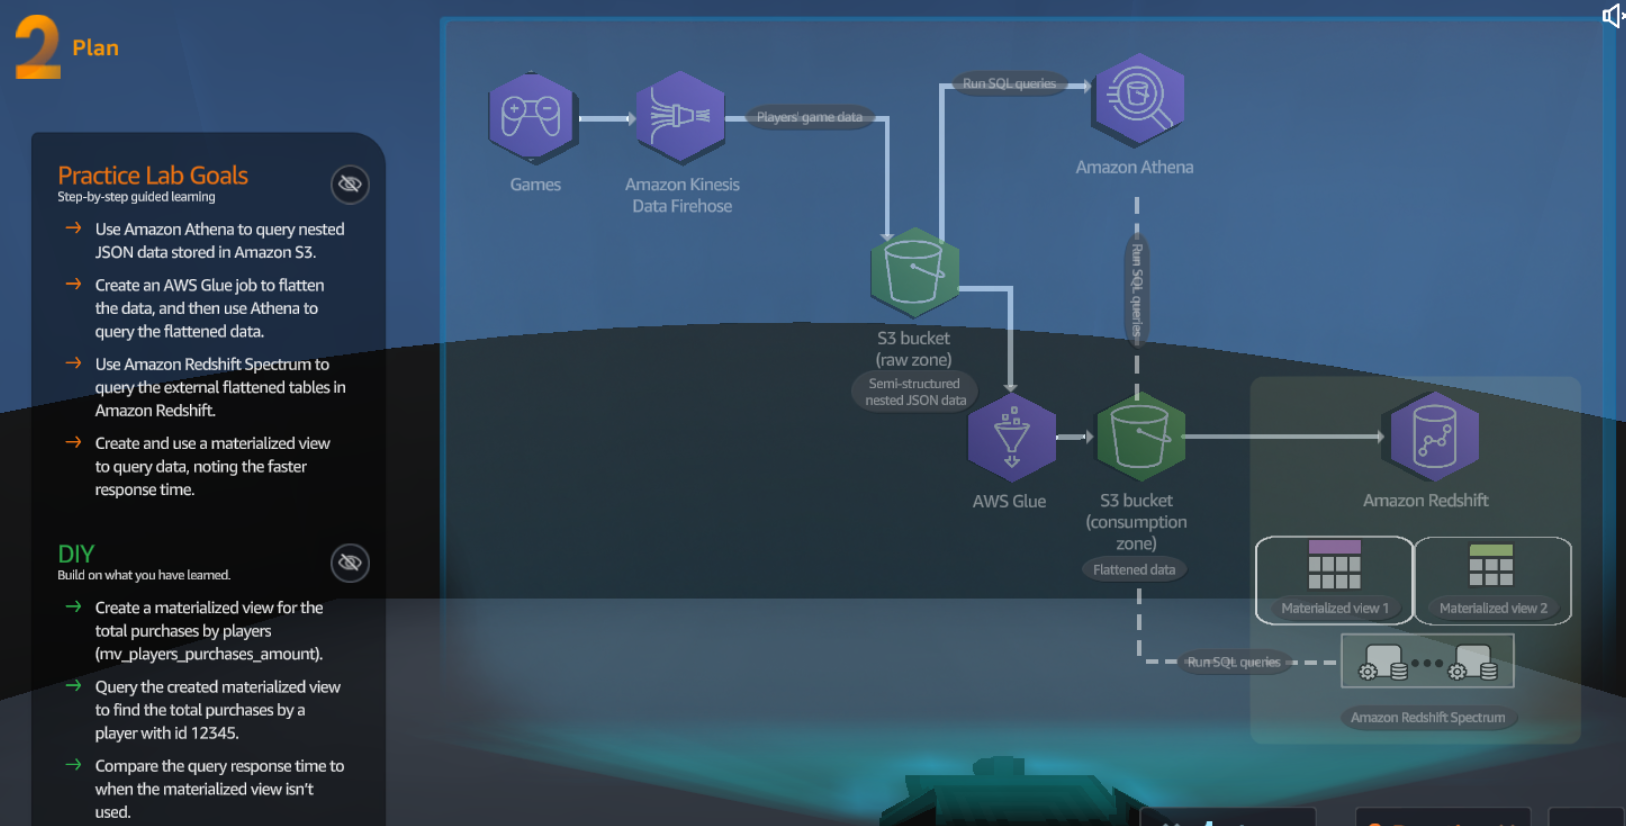 2 Plan
Practice Lab Goals
Step-by-step guided learning
Use Amazon Athena to query nested
JSON data stored in Amazon S3.
Create an AWS Glue job to flatten
the data, and then use Athena to
query the flattened data.
Use Amazon Redshift Spectrum to
query the external flattened tables in
Amazon Redshift.
Create and use a materialized view
to query data, noting the faster
response time.
DIY
Build on what you have learned.
Create a materialized view for the
total purchases by players
(mv_players_purchases_amount).
Query the created materialized view
to find the total purchases by a
player with id 12345.
Compare the query response time to
when the materialized view isn't
used.
Games
Amazon Kinesis
Data Firehose
Players' game data
Run SQL queries
Amazon Athena
Run SQL queries
S3 bucket
(raw zone)
Semi-structured
nested JSON data
AWS Glue
S3 bucket
(consumption
zone)
Flattened data
Amazon Redshift
Materialized view 1
Materialized view 2
Run SQL queries
Amazon Redshift Spectrum